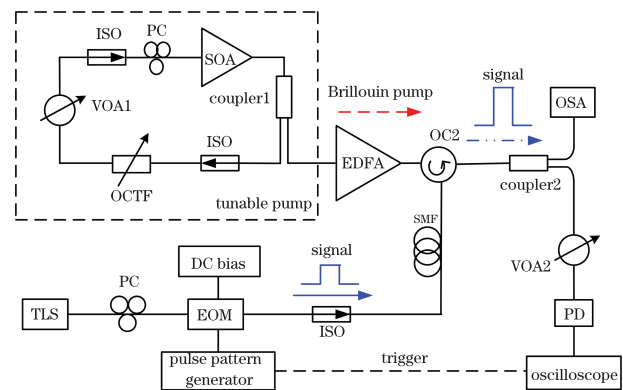 ISO
PC
SOA
signal
coupler1
Brillouin pump
OSA
VOA1
OC2
ISO
EDFA
coupler2
OCTF
tunable pump
SMF
signal
DC bias
PC
VOA2
TLS
EOM
ISO
PD
pulse pattern
generator
trigger
oscilloscope